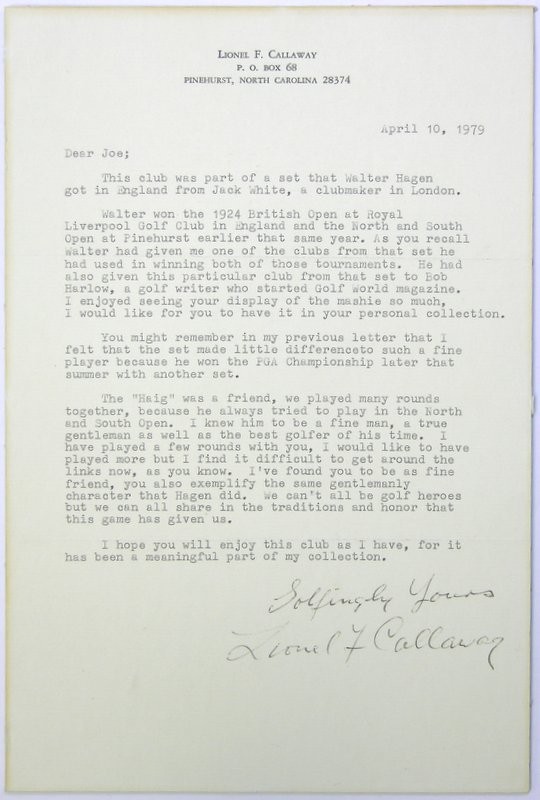 LIONEL F. CALLAWAY
P. O. BOX 68
PINEHURST, NORTH CAROLINA 28374
April 10, 1979
Dear Joe;
This club was part of a set that Walter Hagen
got in England from Jack White, a clubmaker in London.
Walter won the 1924 British Open at Royal
Liverpool Golf Club in England and the North and South
Open at Pinehurst earlier that same year. As you recall
Walter had given me one of the clubs from that set he
had used in winning both of those tournaments. He had
also given this particular club from that set to Bob
Harlow, a golf writer who started Golf World magazine.
I enjoyed seeing your display of the mashie so much,
I would like for you to have it in your personal collection.
You might remember in my previous letter that I
felt that the set made little differenceto such a fine
player because he won the PGA Championship later that
summer with another set.
The "Haig" was a friend, we played many rounds
together, because he always tried to play in the North
and South Open. I knew him to be a fine man, a true
gentleman as well as the best golfer of his time. I
have played a few rounds with you, I would like to have
played more but I find it difficult to get around the
links now, as you know. I've found you to be as fine
friend, you also exemplify the same gentlemanly
character that Hagen did. We can't all be golf heroes
but we can all share in the traditions and honor that
this game has given us.
I hope you will enjoy this club as I have, for it
has been a meaningful part of my collection.
Golfingly Yours
Lionel F Callaway